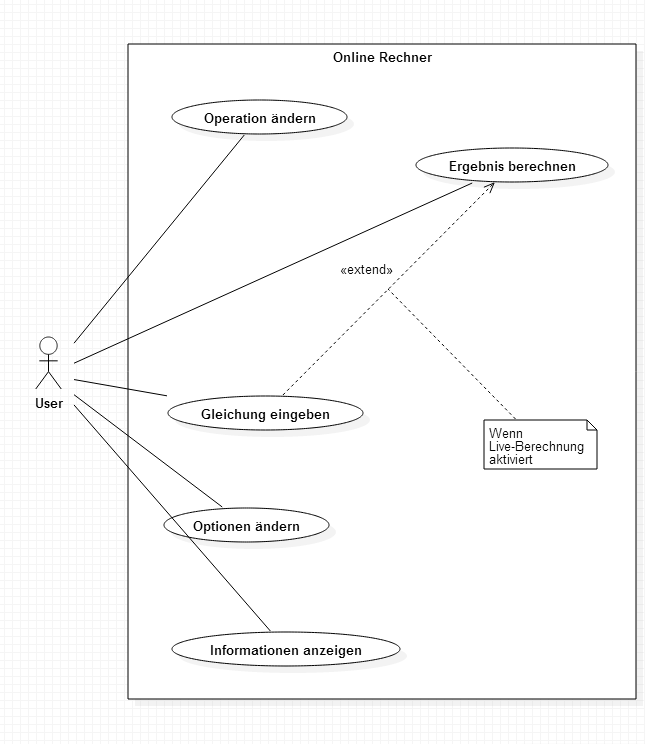 Online Rechner
Operation ändern
Ergebnis berechnen
«extend»
User
Gleichung eingeben
Wenn
Live-Berechnung
aktiviert
Optionen ändern
Informationen anzeigen